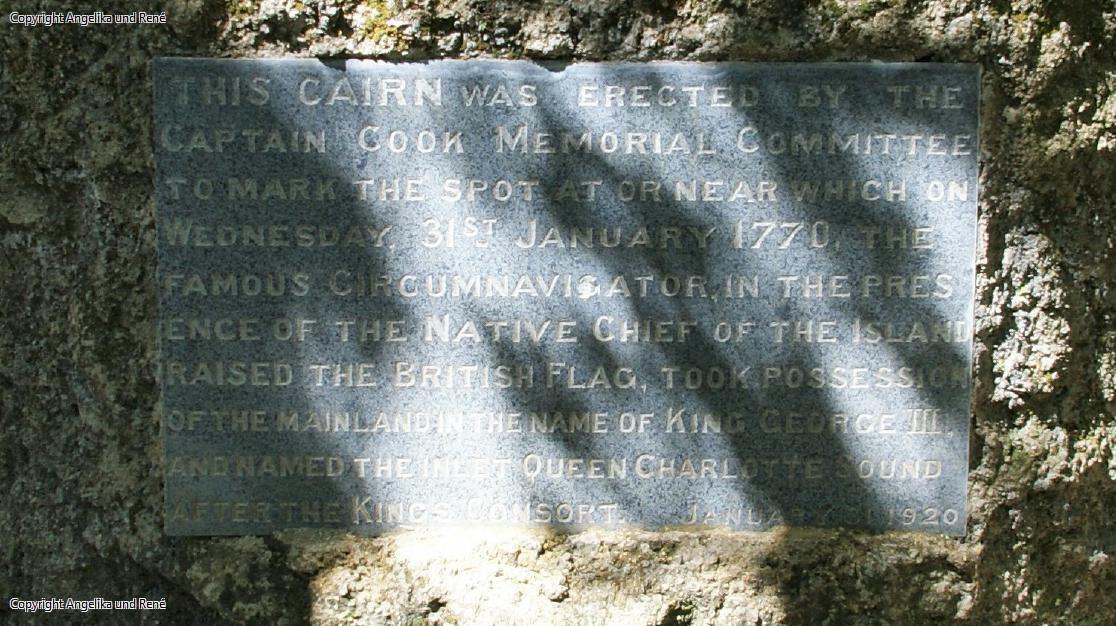 Copyright Angelika und René
THIS CAIRN WAS ERECTED BY THE
CAPTAIN COOK MEMORIAL COMMITTEE
TO MARK THE SPOT AT OR NEAR WHICH ON
WEDNESDAY, 31ST JANUARY 1770, THE
FAMOUS CIRCUMNAVIGATOR, IN THE PRES
ENCE OF THE NATIVE CHIEF OF THE ISLAND
RAISED THE BRITISH FLAG, TOOK POSSESSION
OF THE MAINLAND IN THE NAME OF KING GEORGE III,
AND NAMED THE INLET QUEEN CHARLOTTE SOUND
AFTER THE KING'S CONSORT. JANUARY 1920
Copyright Angelika und René